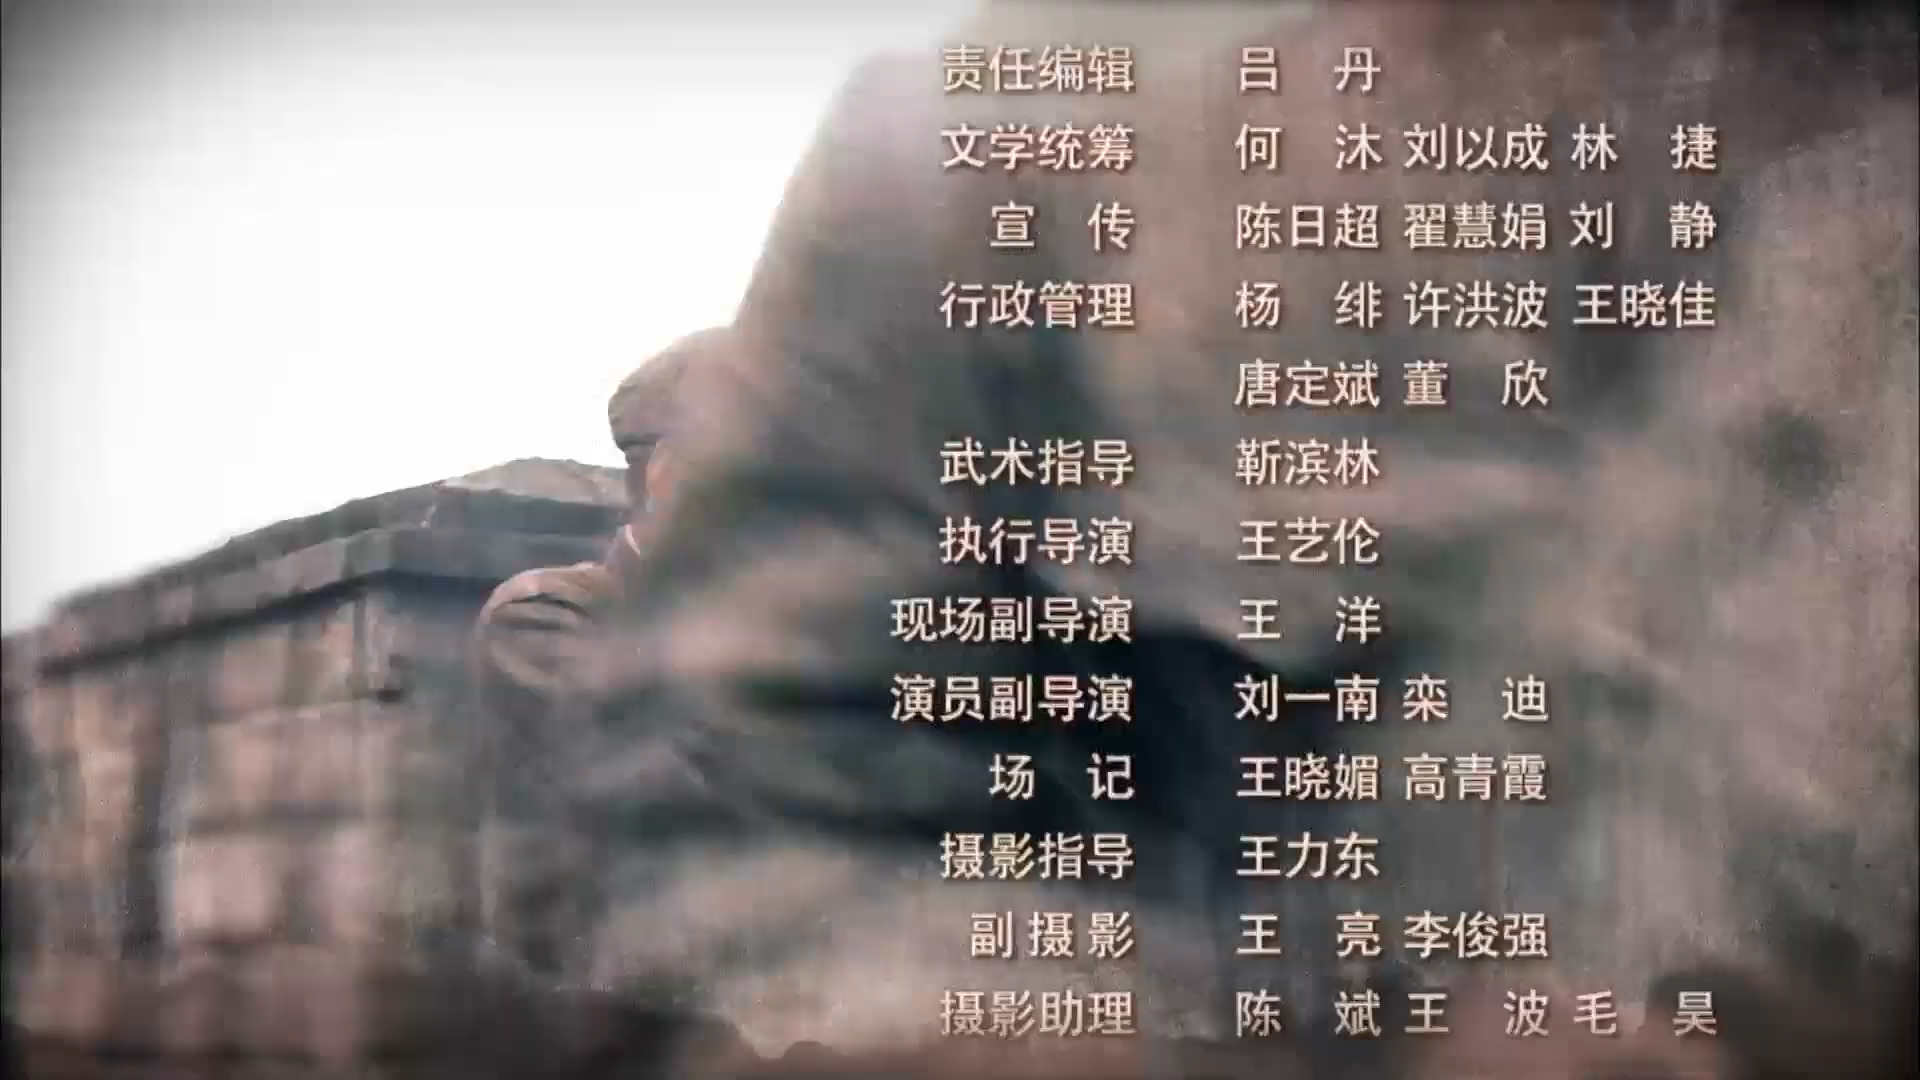 责任编辑 吕 丹
文学统筹 何 沐 刘以成 林 捷
宣 传 陈日超 翟慧娟 刘 静
行政管理 杨 绯 许洪波 王晓佳
唐定斌 董 欣
武术指导 靳滨林
执行导演 王艺伦
现场副导演 王 洋
演员副导演 刘一南 栾 迪
场 记 王晓媚 高青霞
摄影指导 王力东
副摄影 王 亮 李俊强
摄影助理 陈 斌 王 波 毛 昊